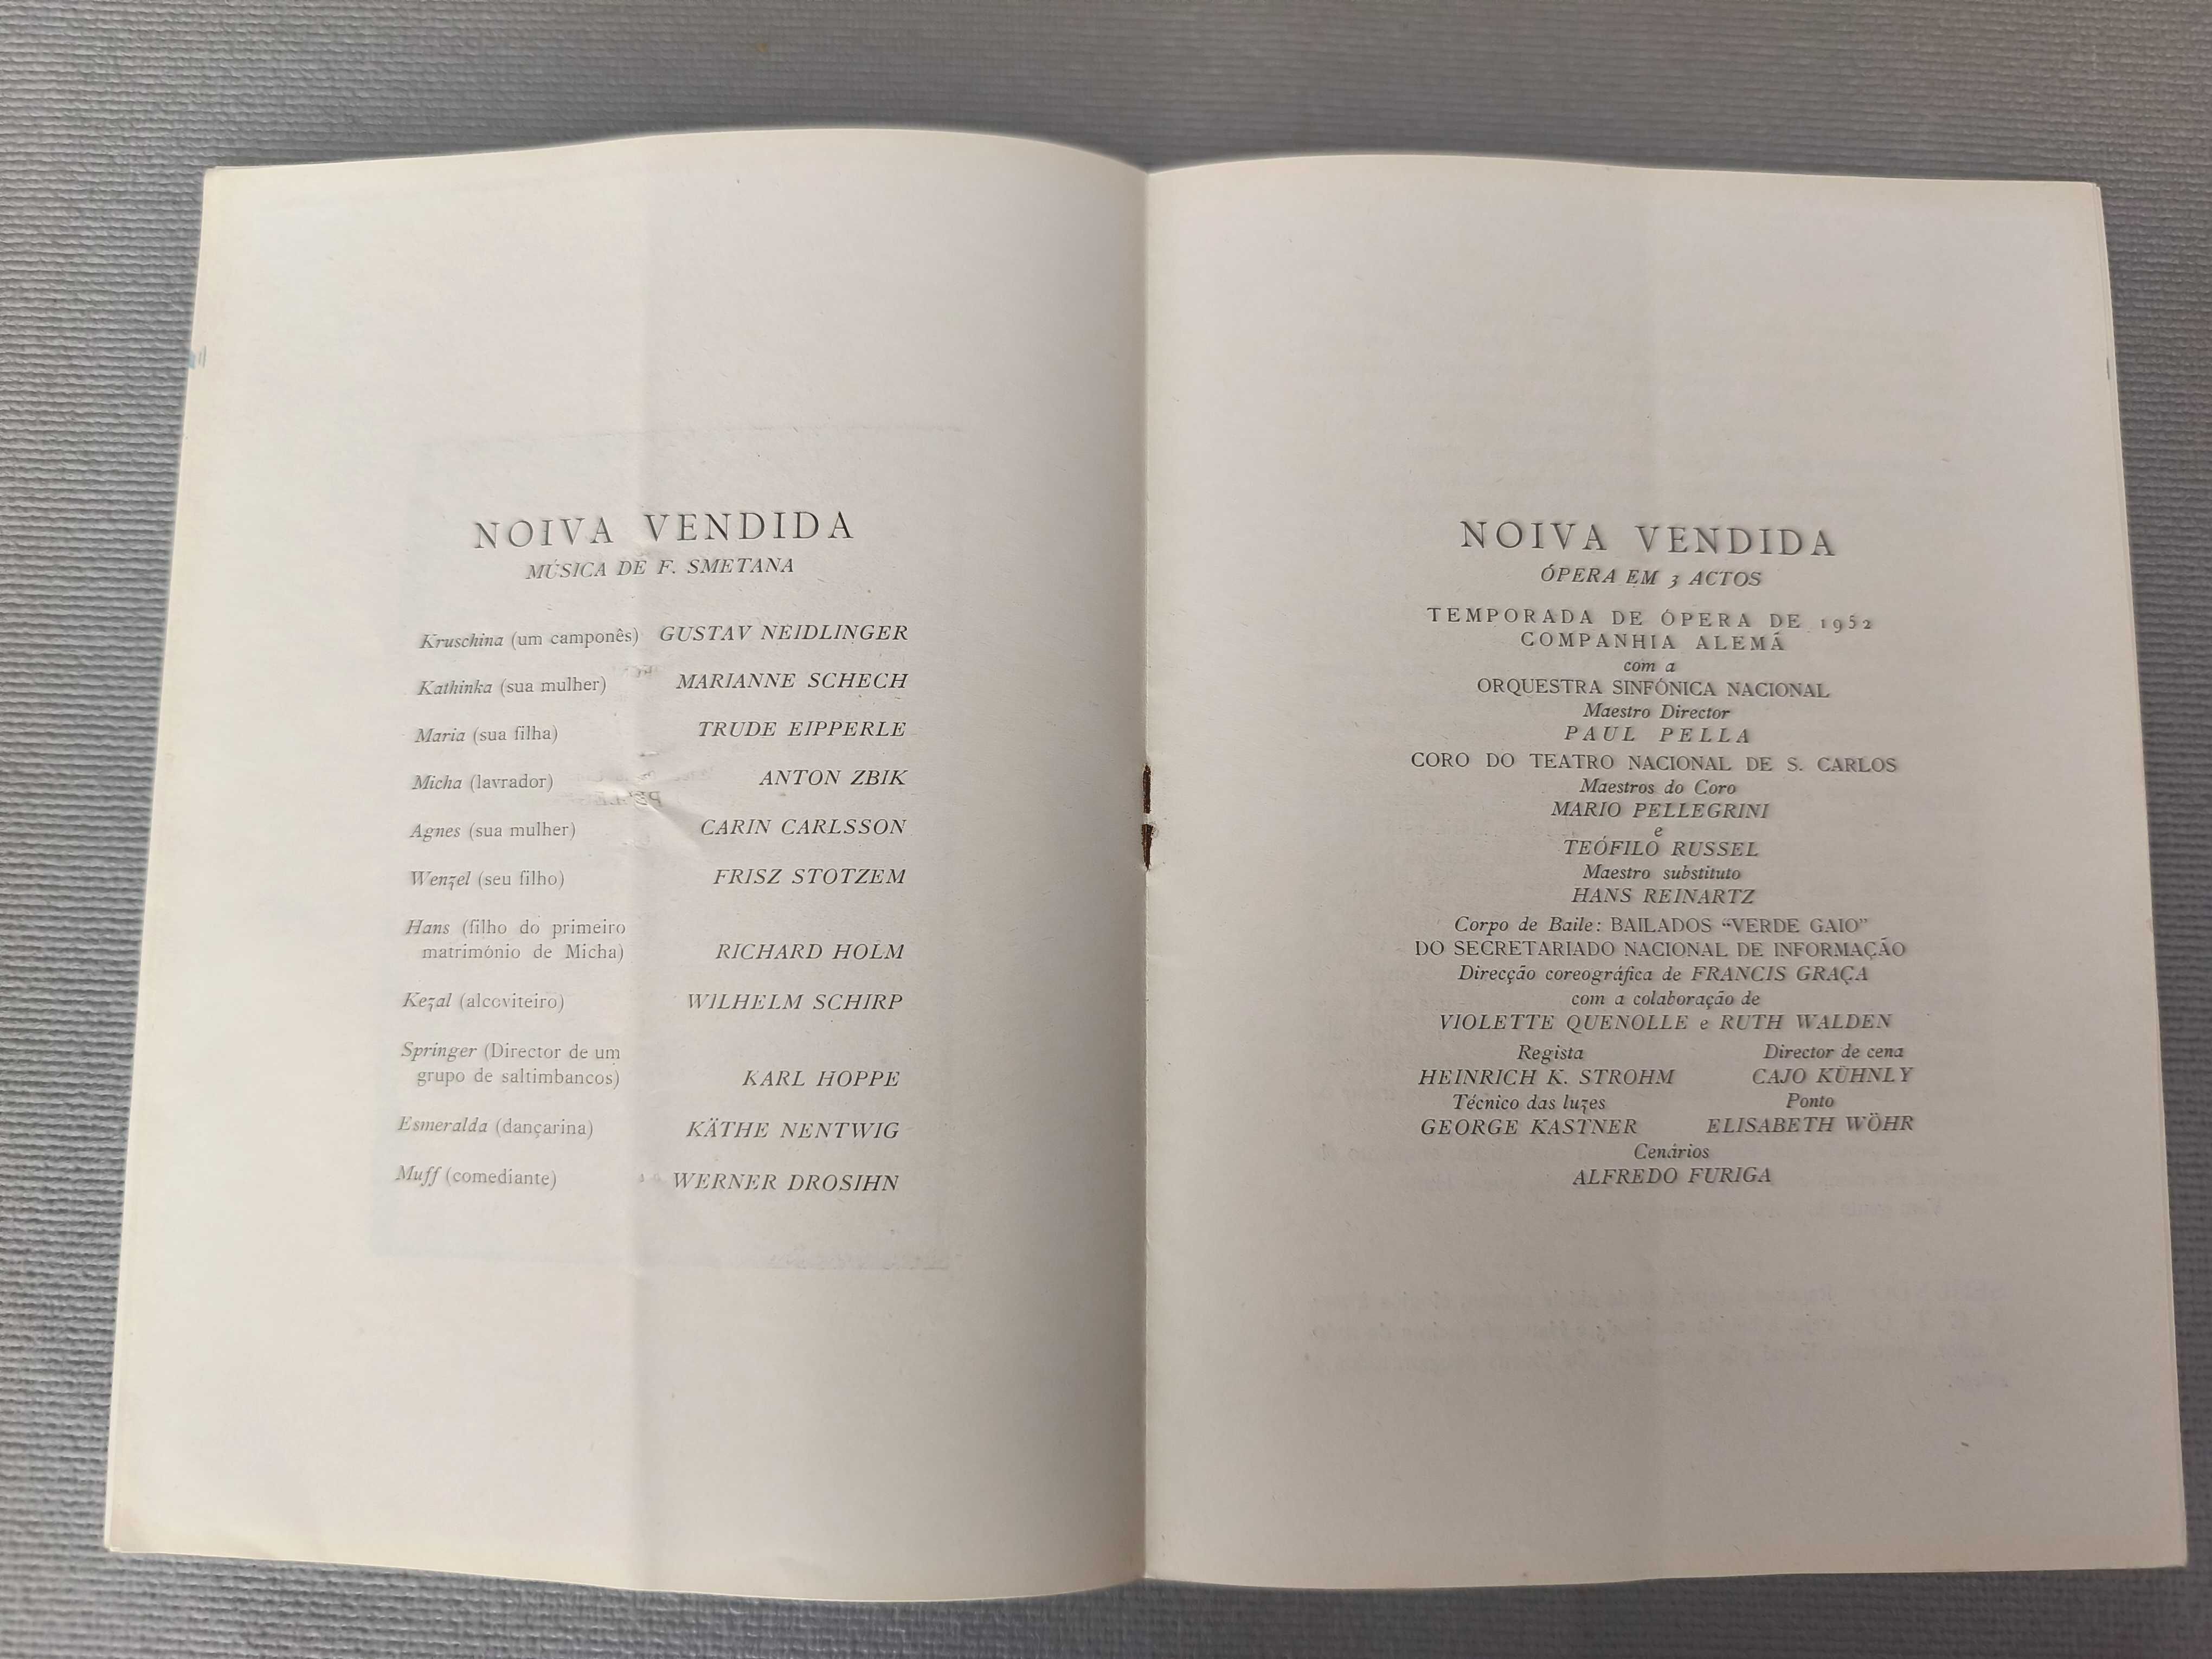 NOIVA VENDIDA
MÚSICA DE F. SMETANA
Kruschina (um camponês) GUSTAV NEIDLINGER
Kathinka (sua mulher) MARIANNE SCHECH
Maria (sua filha) TRUDE EIPPERLE
Micha (lavrador) ANTON ZBIK
Agnes (sua mulher) CARIN CARLSSON
Wenzel (seu filho) FRISZ STOTZEM
Hans (filho do primeiro
matrimónio de Micha) RICHARD HOLM
Kezal (alcoviteiro) WILHELM SCHIRP
Springer (Director de um
grupo de saltimbancos) KARL HOPPE
Esmeralda (dançarina) KÄTHE NENTWIG
Muff (comediante) WERNER DROSIHN
NOIVA VENDIDA
ÓPERA EM 3 ACTOS
TEMPORADA DE ÓPERA DE 1952
COMPANHIA ALEMÃ
com a
ORQUESTRA SINFÓNICA NACIONAL
Maestro Director
PAUL PELLA
CORO DO TEATRO NACIONAL DE S. CARLOS
Maestros do Coro
MARIO PELLEGRINI
e
TEÓFILO RUSSEL
Maestro substituto
HANS REINARTZ
Corpo de Baile: BAILADOS “VERDE GAIO”
DO SECRETARIADO NACIONAL DE INFORMAÇÃO
Direcção coreográfica de FRANCIS GRAÇA
com a colaboração de
VIOLETTE QUENOLLE e RUTH WALDEN
Regista Director de cena
HEINRICH K. STROHM CAJO KÜHNLY
Técnico das luzes Ponto
GEORGE KASTNER ELISABETH WÖHR
Cenários
ALFREDO FURIGA